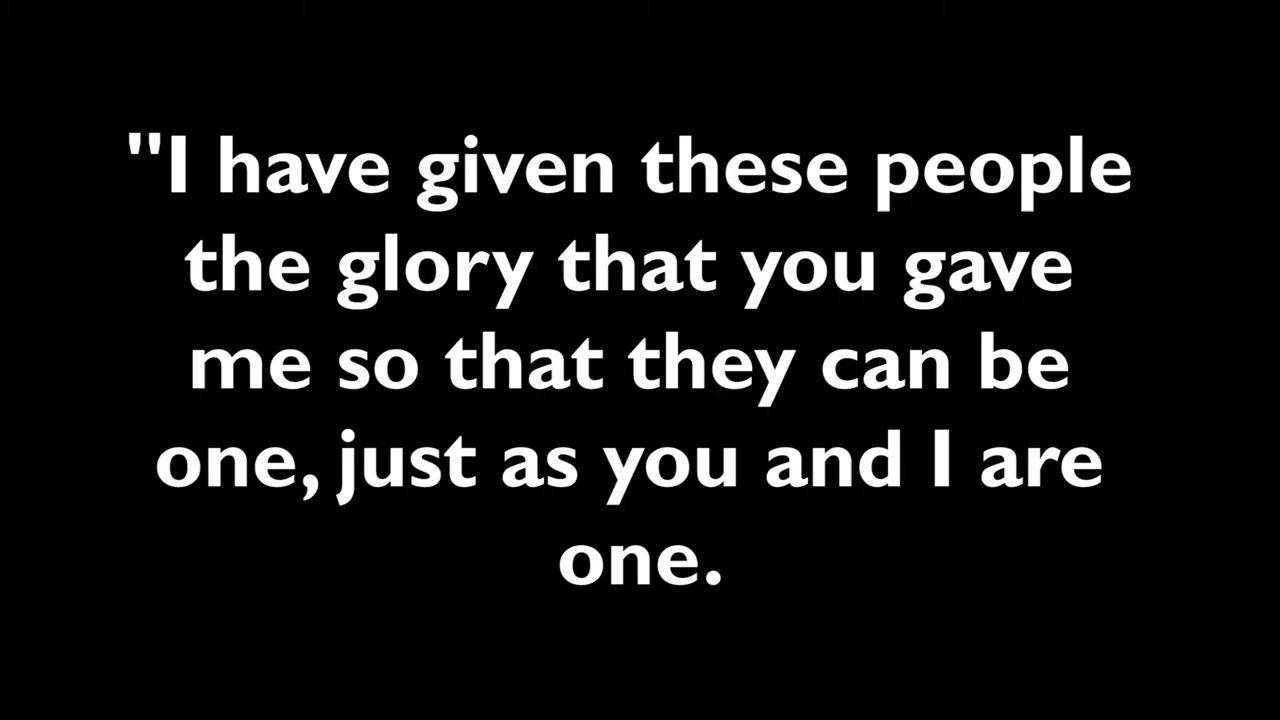 "I have given these people
the glory that you gave
me so that they can be
one, just as you and I are
one.